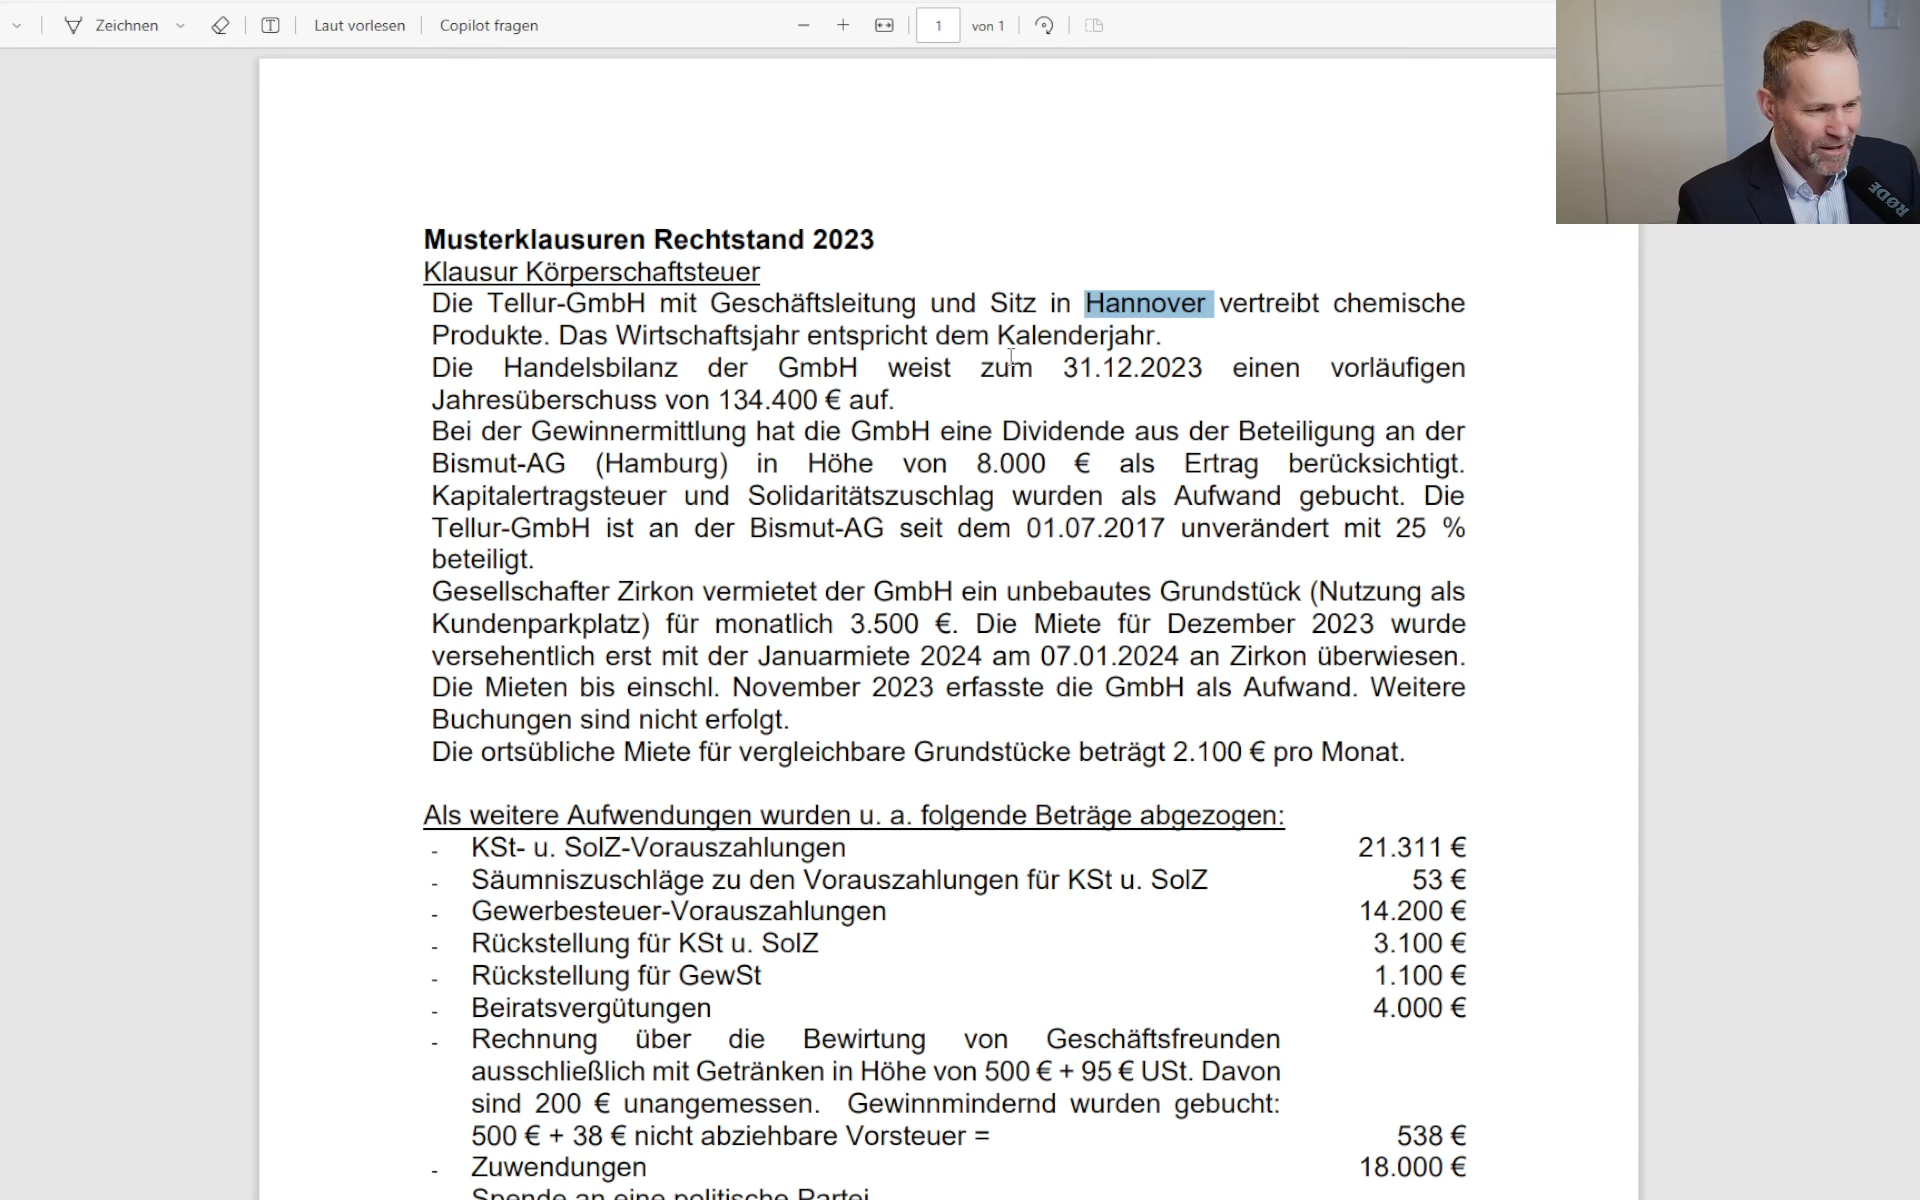 Zeichnen Laut vorlesen Copilot fragen 1 von 1
RØDE
Musterklausuren Rechtstand 2023
Klausur Körperschaftsteuer
Die Tellur-GmbH mit Geschäftsleitung und Sitz in Hannover vertreibt chemische
Produkte. Das Wirtschaftsjahr entspricht dem Kalenderjahr.
Die Handelsbilanz der GmbH weist zum 31.12.2023 einen vorläufigen
Jahresüberschuss von 134.400 € auf.
Bei der Gewinnermittlung hat die GmbH eine Dividende aus der Beteiligung an der
Bismut-AG (Hamburg) in Höhe von 8.000 € als Ertrag berücksichtigt.
Kapitalertragsteuer und Solidaritätszuschlag wurden als Aufwand gebucht. Die
Tellur-GmbH ist an der Bismut-AG seit dem 01.07.2017 unverändert mit 25 %
beteiligt.
Gesellschafter Zirkon vermietet der GmbH ein unbebautes Grundstück (Nutzung als
Kundenparkplatz) für monatlich 3.500 €. Die Miete für Dezember 2023 wurde
versehentlich erst mit der Januarmiete 2024 am 07.01.2024 an Zirkon überwiesen.
Die Mieten bis einschl. November 2023 erfasste die GmbH als Aufwand. Weitere
Buchungen sind nicht erfolgt.
Die ortsübliche Miete für vergleichbare Grundstücke beträgt 2.100 € pro Monat.
Als weitere Aufwendungen wurden u. a. folgende Beträge abgezogen:
- KSt- u. SolZ-Vorauszahlungen 21.311 €
- Säumniszuschläge zu den Vorauszahlungen für KSt u. SolZ 53 €
- Gewerbesteuer-Vorauszahlungen 14.200 €
- Rückstellung für KSt u. SolZ 3.100 €
- Rückstellung für GewSt 1.100 €
- Beiratsvergütungen 4.000 €
- Rechnung über die Bewirtung von Geschäftsfreunden
ausschließlich mit Getränken in Höhe von 500 € + 95 € USt. Davon
sind 200 € unangemessen. Gewinnmindernd wurden gebucht:
500 € + 38 € nicht abziehbare Vorsteuer = 538 €
- Zuwendungen 18.000 €
Spende an eine politische Partei